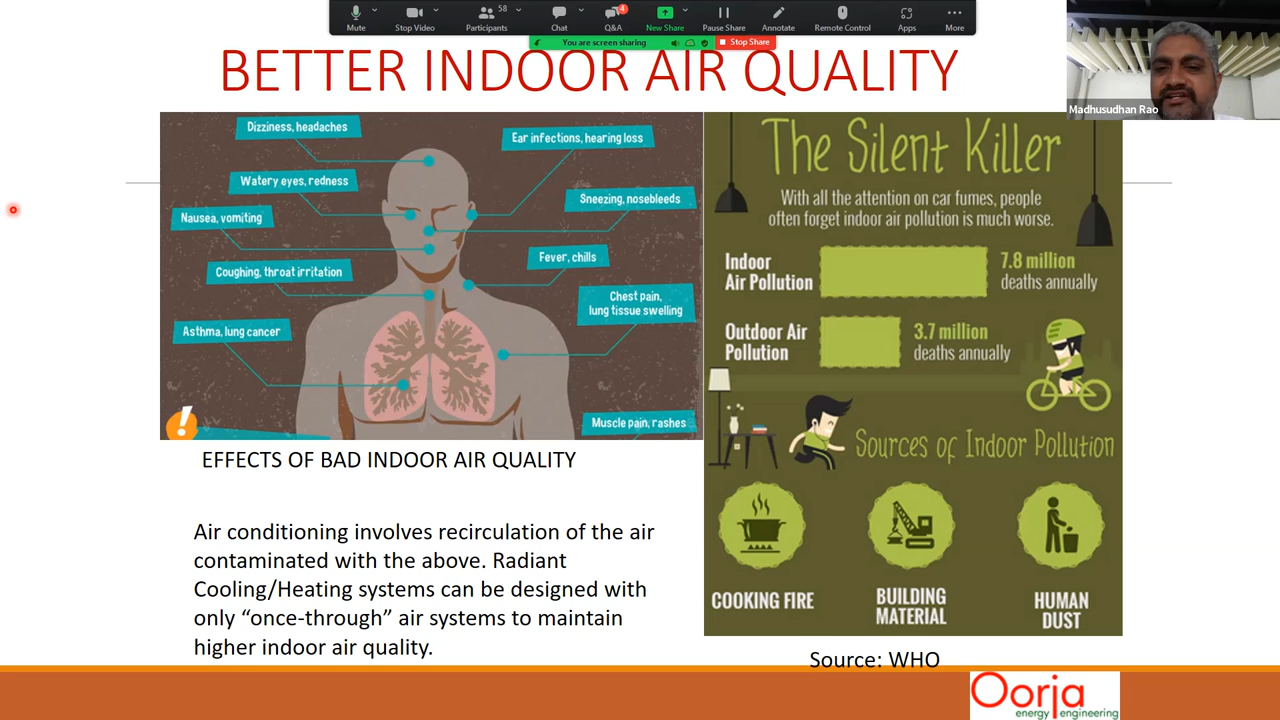 Mute
Stop Video
58
Participants
Chat
4
Q&A
New Share
Pause Share
Annotate
Remote Control
Apps
More
You are screen sharing
Stop Share
Madhusudhan Rao
BETTER INDOOR AIR QUALITY
Dizziness, headaches
Ear infections, hearing loss
Watery eyes, redness
Sneezing, nosebleeds
Nausea, vomiting
Fever, chills
Coughing, throat irritation
Chest pain,
lung tissue swelling
Asthma, lung cancer
Muscle pain, rashes
!
EFFECTS OF BAD INDOOR AIR QUALITY
Air conditioning involves recirculation of the air
contaminated with the above. Radiant
Cooling/Heating systems can be designed with
only “once-through” air systems to maintain
higher indoor air quality.
The Silent Killer
With all the attention on car fumes, people
often forget indoor air pollution is much worse.
Indoor
Air Pollution
7.8 million
deaths annually
Outdoor Air
Pollution
3.7 million
deaths annually
Sources of Indoor Pollution
COOKING FIRE
BUILDING
MATERIAL
HUMAN
DUST
Source: WHO
Oorja
energy engineering